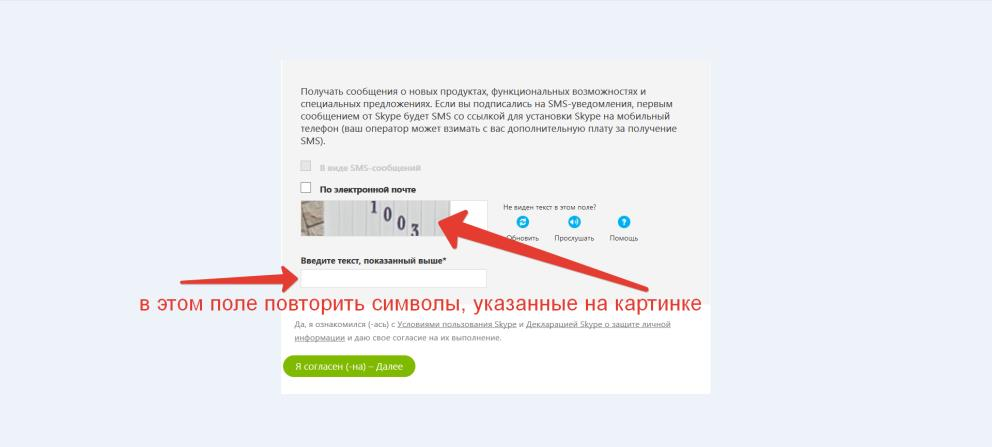 Получать сообщения о новых продуктах, функциональных возможностях и
специальных предложениях. Если вы подписались на SMS-уведомления, первым
сообщением от Skype будет SMS со ссылкой для установки Skype на мобильный
телефон (ваш оператор может взимать с вас дополнительную плату за получение
SMS).
В виде SMS-сообщений
По электронной почте
1003
Не виден текст в этом поле?
Обновить Прослушать Помощь
Введите текст, показанный выше*
в этом поле повторить символы, указанные на картинке
Да, я ознакомился (-ась) с Условиями пользования Skype и Декларацией Skype о защите личной
информации и даю свое согласие на их выполнение.
Я согласен (-на) – Далее